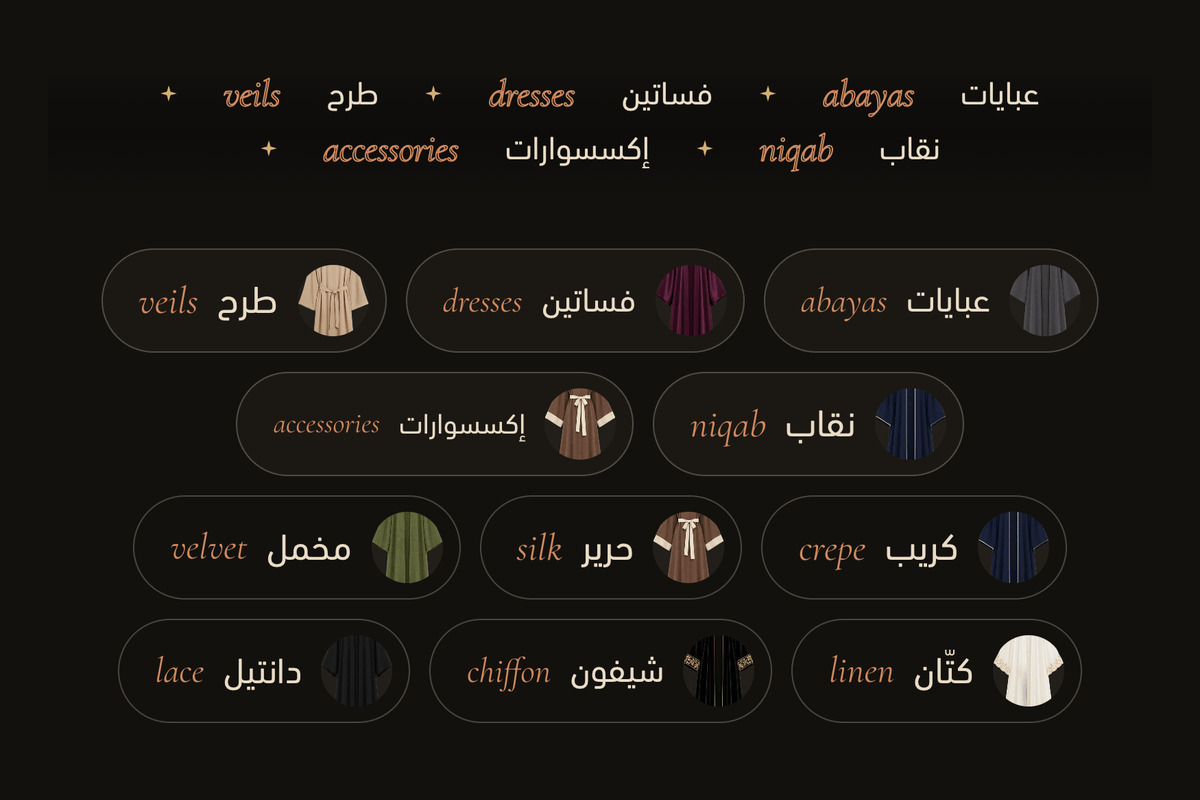 عبايات abayas ✦ فساتين dresses ✦ طرح veils ✦
نقاب niqab ✦ إكسسوارات accessories ✦
عبايات abayas
فساتين dresses
طرح veils
نقاب niqab
إكسسوارات accessories
كريب crepe
حرير silk
مخمل velvet
كتّان linen
شيفون chiffon
دانتيل lace